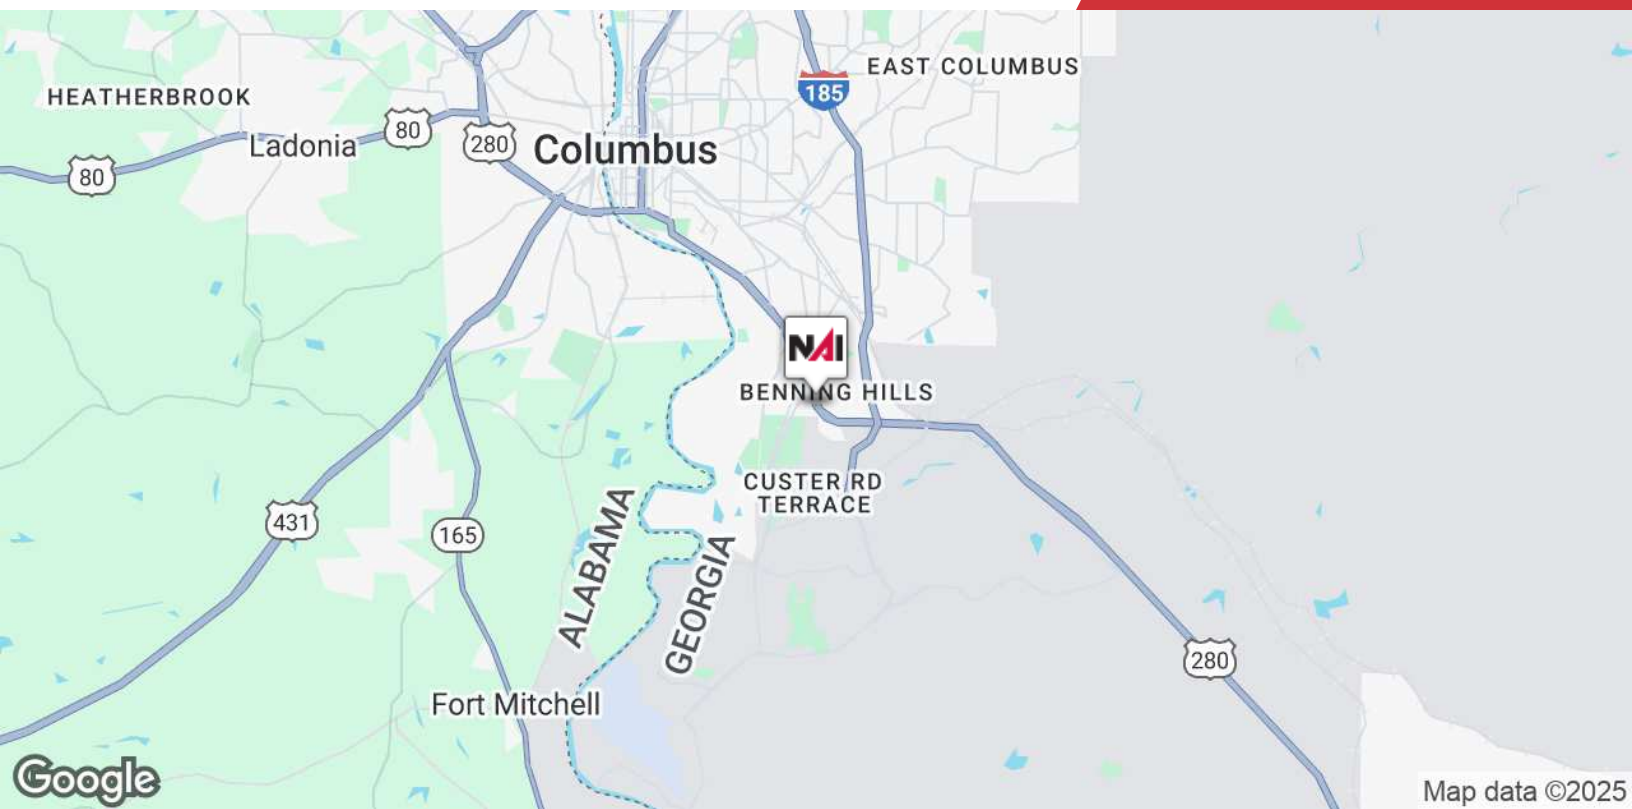 EAST COLUMBUS
185
HEATHERBROOK
80
280
Ladonia
Columbus
80
NAI
BENNING HILLS
CUSTER RD
TERRACE
431
165
ALABAMA
GEORGIA
280
Fort Mitchell
Google
Map data ©2025